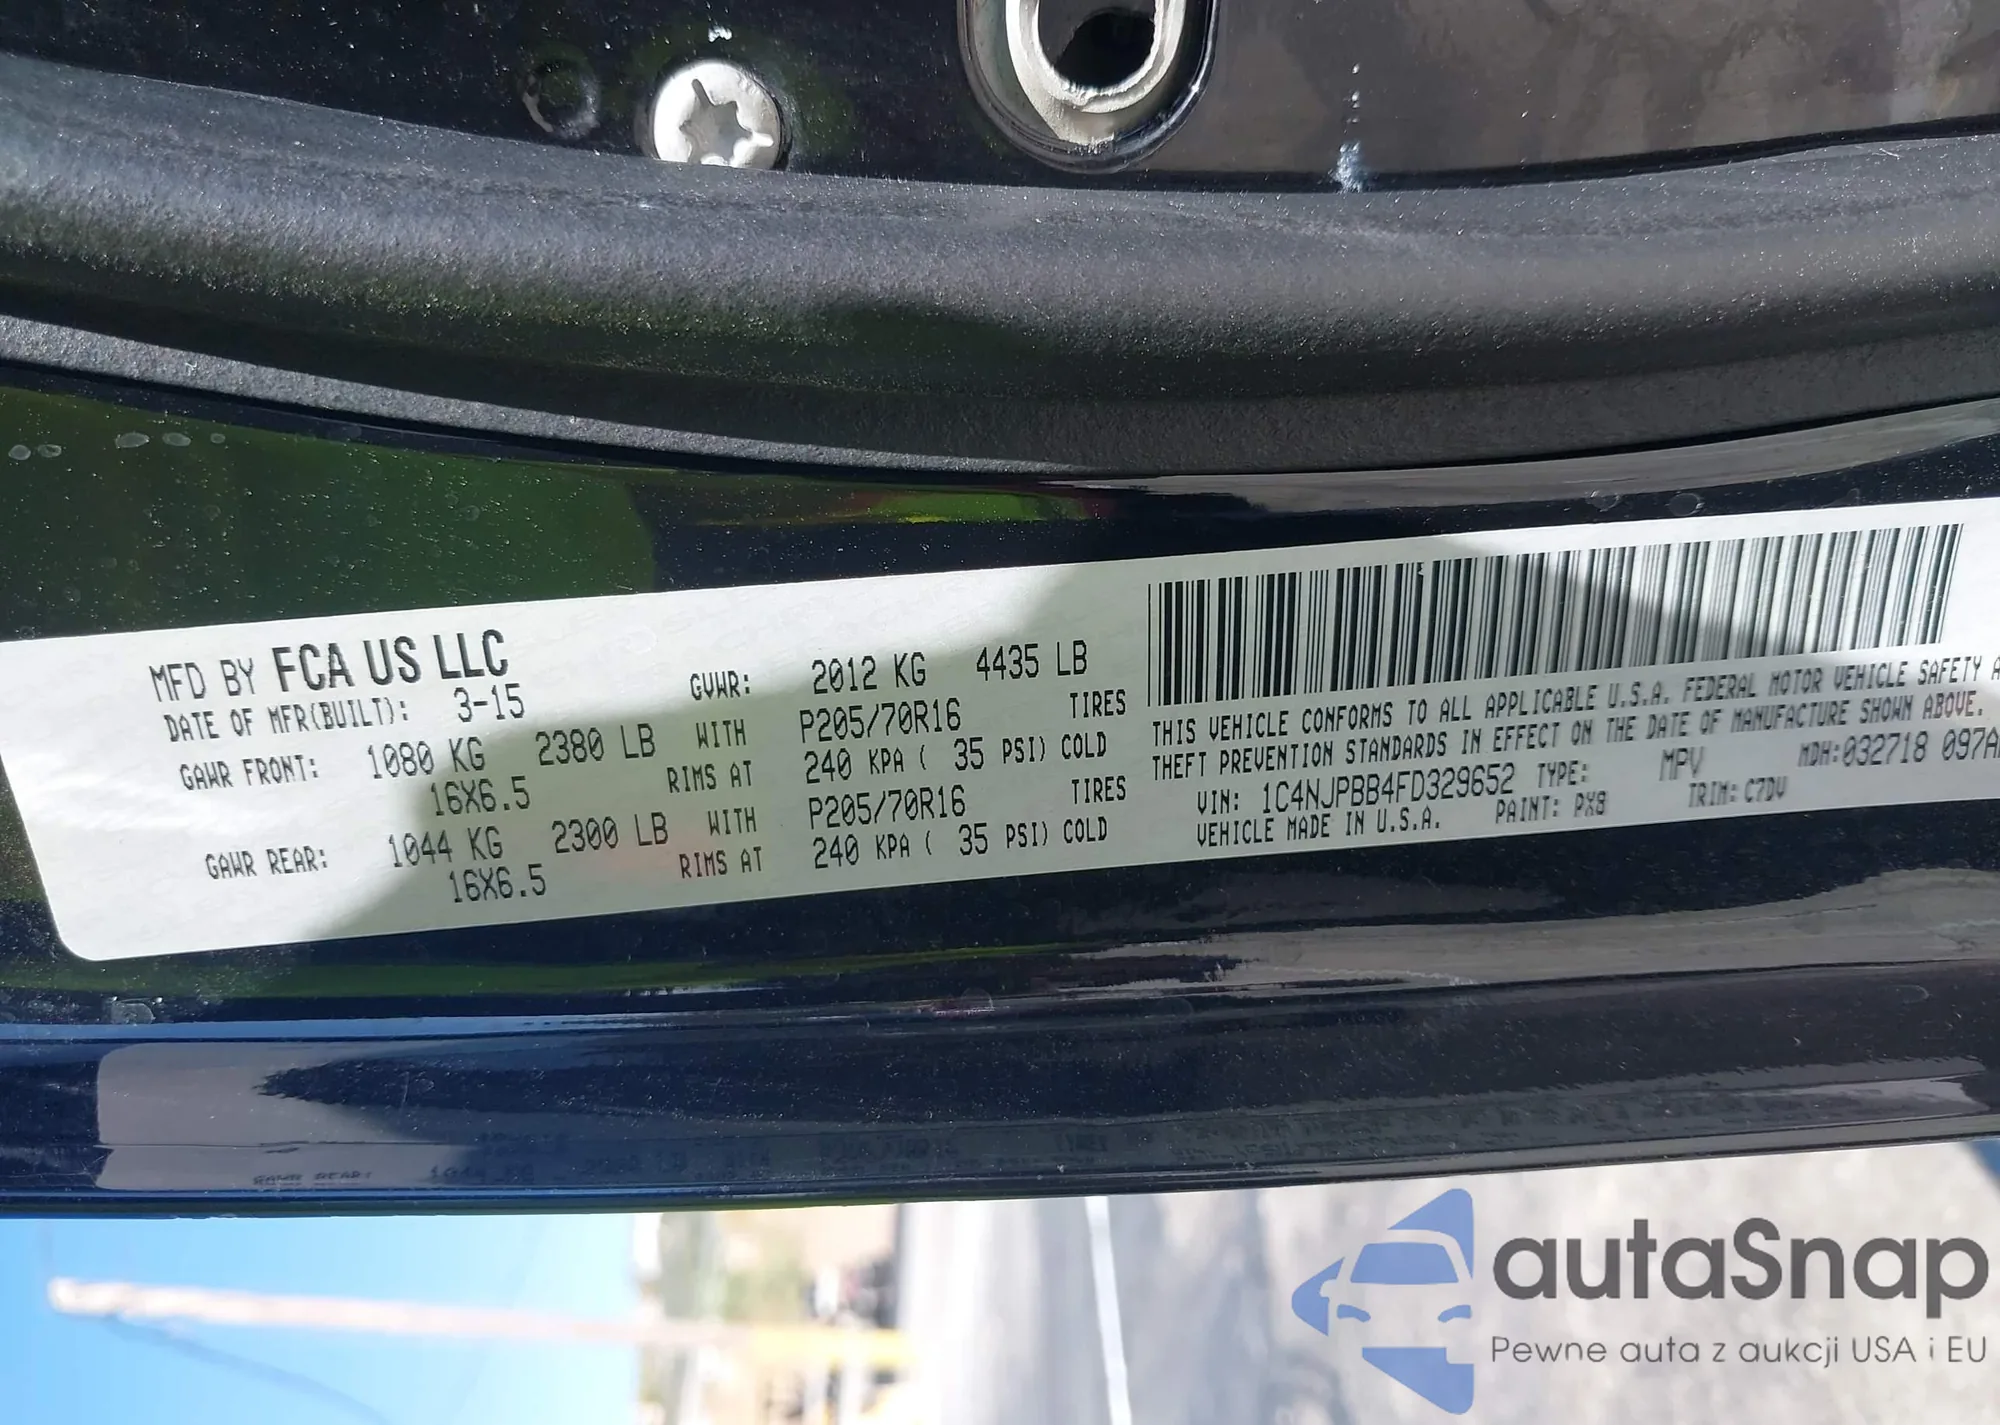 MFD BY FCA US LLC
DATE OF MFR(BUILT): 3-15 GVWR: 2012 KG 4435 LB
GAWR FRONT: 1080 KG 2380 LB WITH P205/70R16 TIRES
16X6.5 RIMS AT 240 KPA ( 35 PSI) COLD
GAWR REAR: 1044 KG 2300 LB WITH P205/70R16 TIRES
16X6.5 RIMS AT 240 KPA ( 35 PSI) COLD
THIS VEHICLE CONFORMS TO ALL APPLICABLE U.S.A. FEDERAL MOTOR VEHICLE SAFETY
THEFT PREVENTION STANDARDS IN EFFECT ON THE DATE OF MANUFACTURE SHOWN ABOVE.
VIN: 1C4NJPBB4FD329652 TYPE: MPV MDH:032718 097A
VEHICLE MADE IN U.S.A. PAINT: PX8 TRIM: C7DV
autaSnap
Pewne auta z aukcji USA i EU